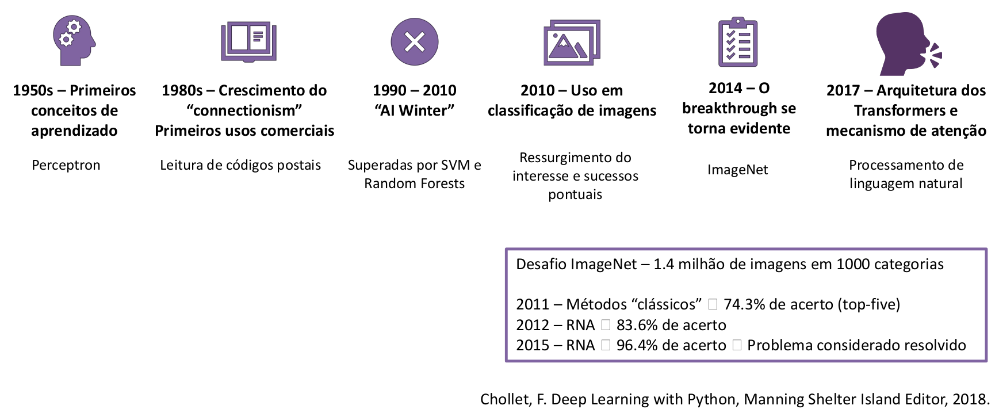 1950s – Primeiros
conceitos de
aprendizado
Perceptron
1980s – Crescimento do
“connectionism”
Primeiros usos comerciais
Leitura de códigos postais
1990 – 2010
“AI Winter”
Superadas por SVM e
Random Forests
2010 – Uso em
classificação de imagens
Ressurgimento do
interesse e sucessos
pontuais
2014 – O
breakthrough se
torna evidente
ImageNet
2017 – Arquitetura dos
Transformers e
mecanismo de atenção
Processamento de
linguagem natural
Desafio ImageNet – 1.4 milhão de imagens em 1000 categorias
2011 – Métodos “clássicos” □ 74.3% de acerto (top-five)
2012 – RNA □ 83.6% de acerto
2015 – RNA □ 96.4% de acerto □ Problema considerado resolvido
Chollet, F. Deep Learning with Python, Manning Shelter Island Editor, 2018.